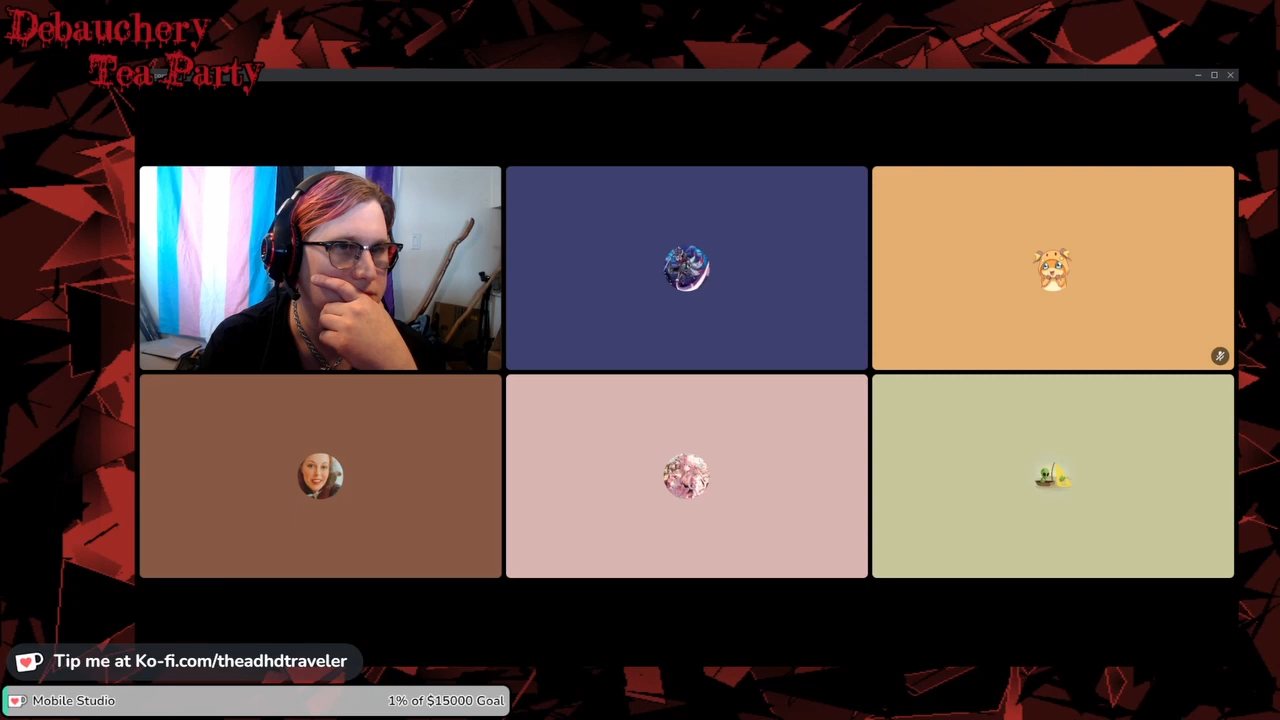 Debauchery
Tea Party
Tip me at Ko-fi.com/theadhdtraveler
Mobile Studio
1% of $15000 Goal